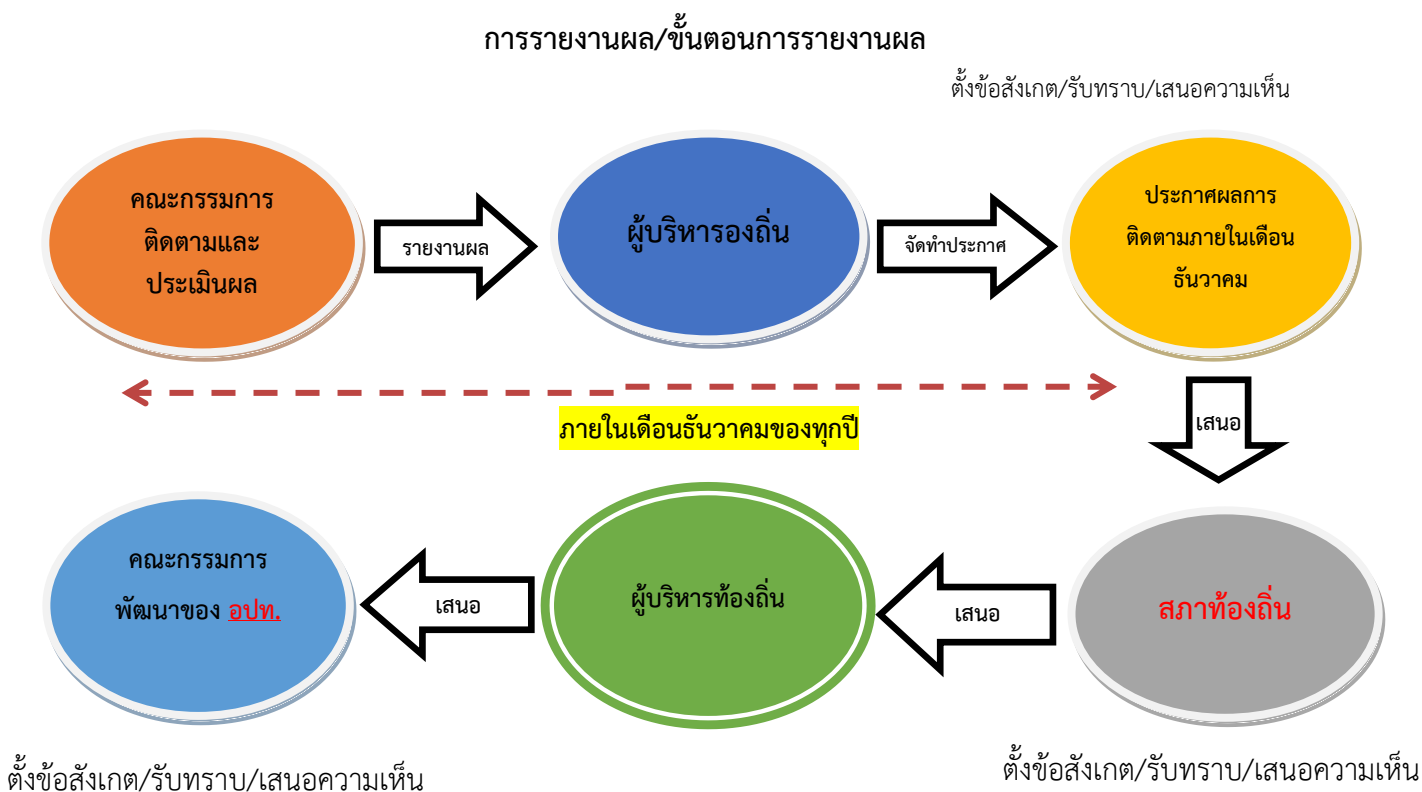 การรายงานผล/ขั้นตอนการรายงานผล
ตั้งข้อสังเกต/รับทราบ/เสนอความเห็น
คณะกรรมการ
ติดตามและ
ประเมินผล
รายงานผล
ผู้บริหารองถิ่น
จัดทำประกาศ
ประกาศผลการ
ติดตามภายในเดือน
ธันวาคม
ภายในเดือนธันวาคมของทุกปี
เสนอ
สภาท้องถิ่น
เสนอ
ผู้บริหารท้องถิ่น
เสนอ
คณะกรรมการ
พัฒนาของ อปท.
ตั้งข้อสังเกต/รับทราบ/เสนอความเห็น
ตั้งข้อสังเกต/รับทราบ/เสนอความเห็น